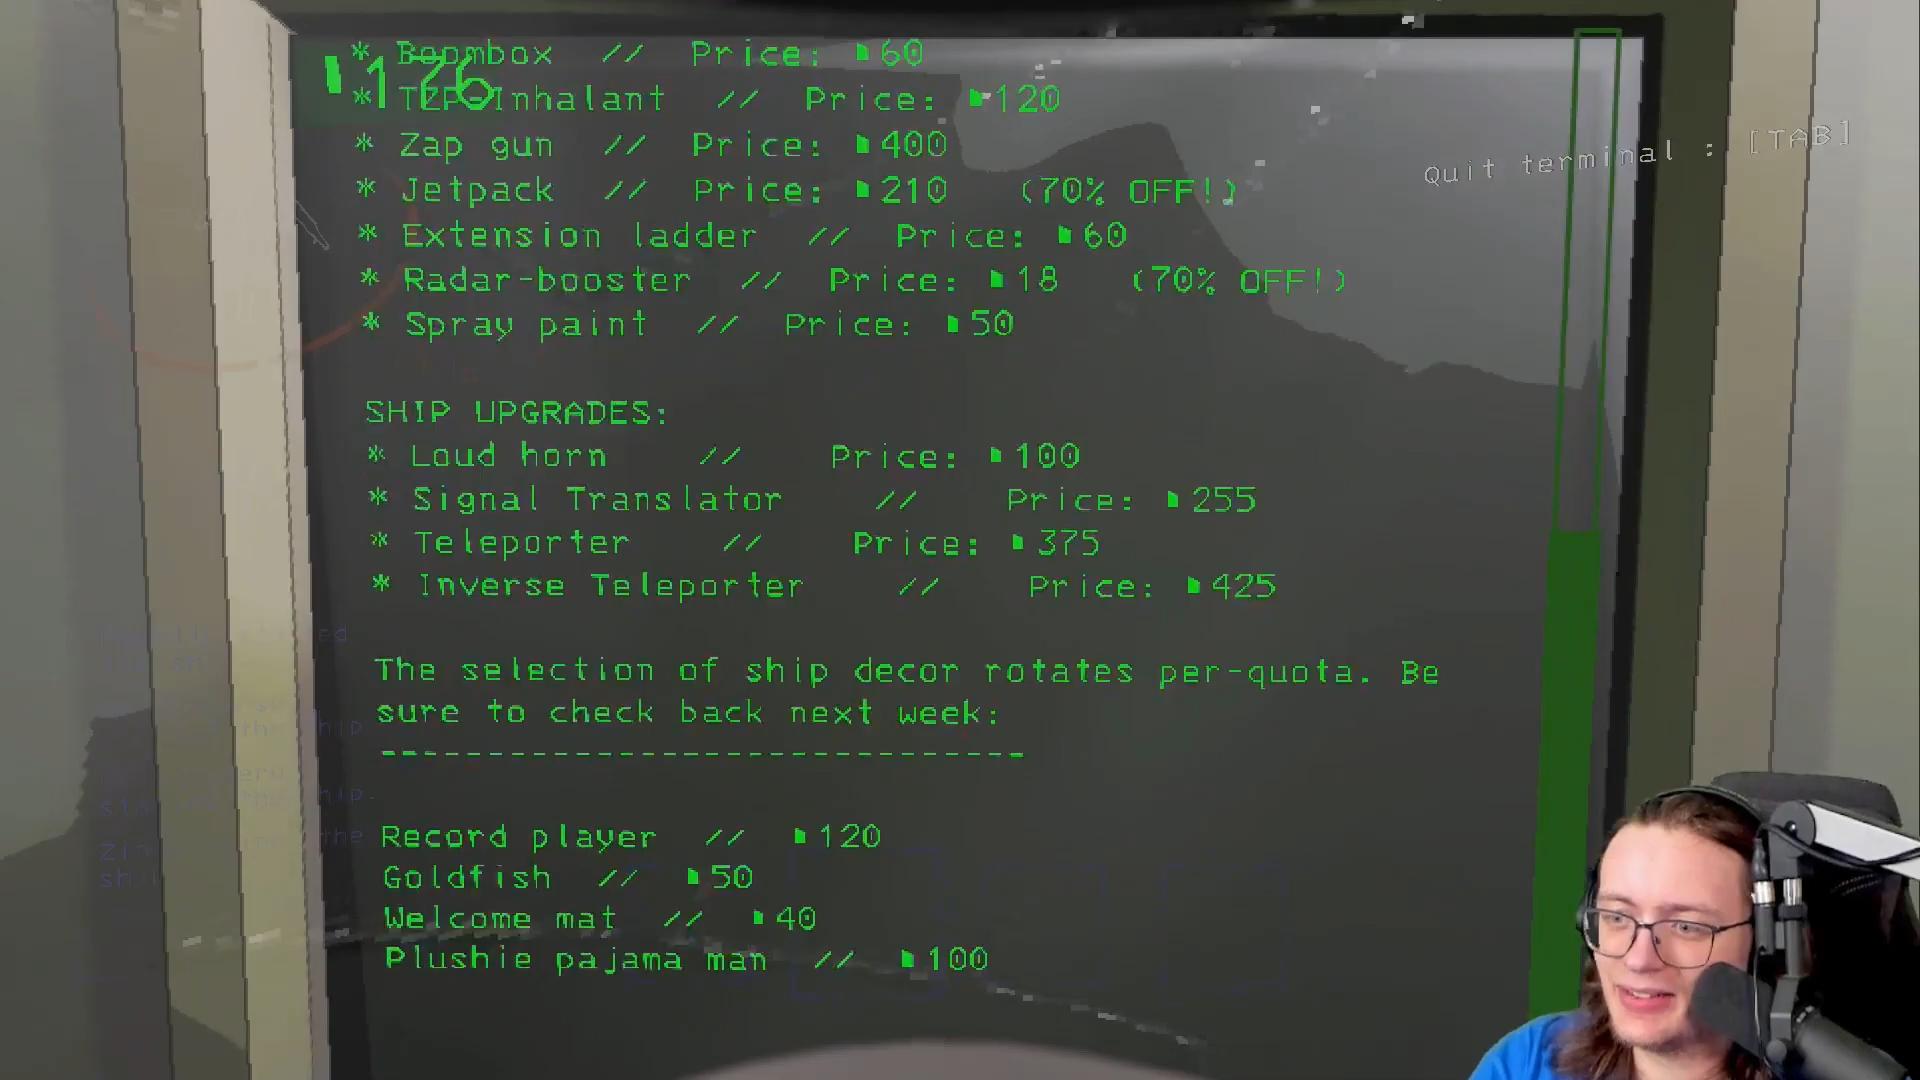 * Boombox // Price: 60
176
* TZP-Inhalant // Price: 120
* Zap gun // Price: 400
Quit terminal : [TAB]
* Jetpack // Price: 210 (70% OFF!)
* Extension ladder // Price: 60
* Radar-booster // Price: 18 (70% OFF!)
* Spray paint // Price: 50
SHIP UPGRADES:
* Loud horn // Price: 100
* Signal Translator // Price: 255
* Teleporter // Price: 375
* Inverse Teleporter // Price: 425
The selection of ship decor rotates per-quota. Be
sure to check back next week:
------------------------------
Record player // 120
Goldfish // 50
Welcome mat // 40
Plushie pajama man // 100